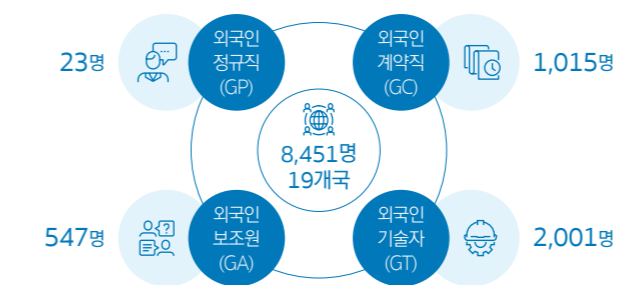 23명
외국인
정규직
(GP)
외국인
계약직
(GC)
1,015명
8,451명
19개국
547명
외국인
보조원
(GA)
외국인
기술자
(GT)
2,001명